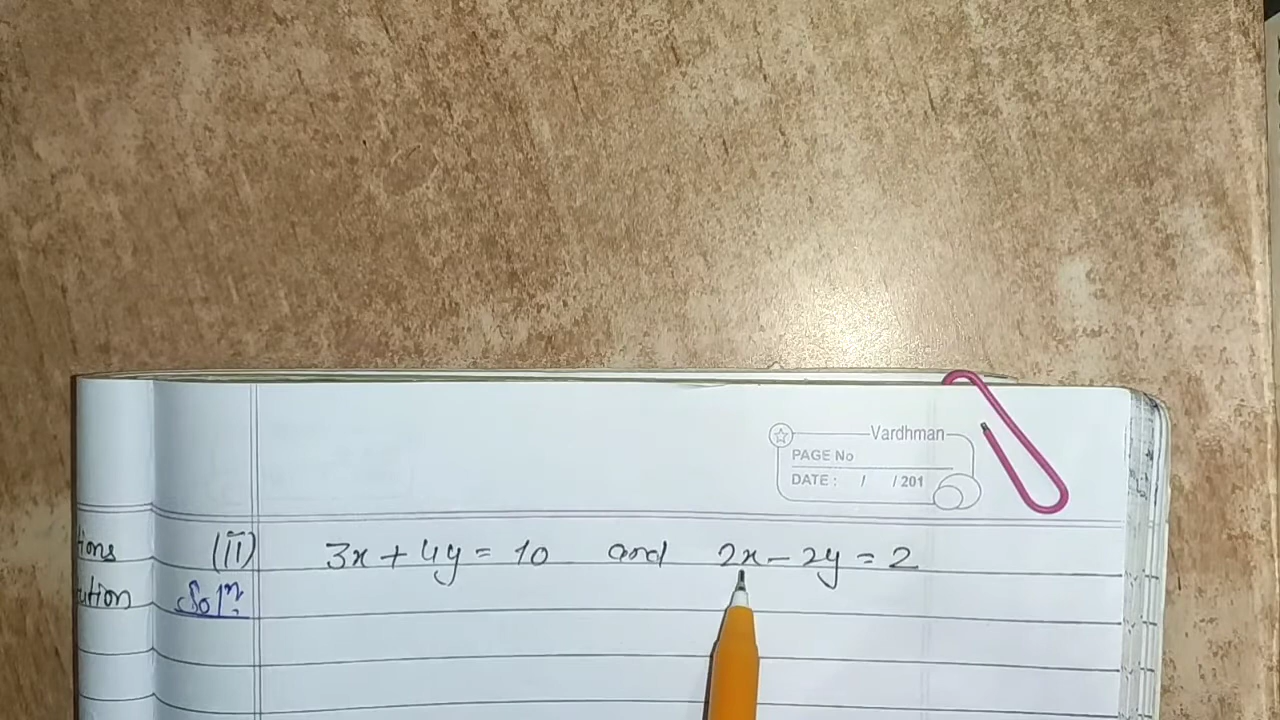 Vardhman
PAGE No
DATE : / / 201
tions (ii) 3x + 4y = 10 and 2x - 2y = 2
ution Solⁿ: